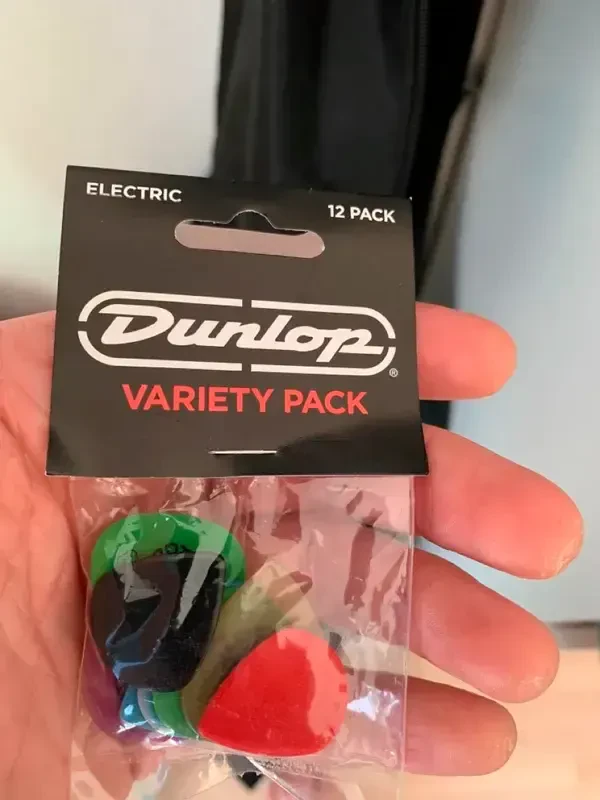 ELECTRIC
12 PACK
Dunlop®
VARIETY PACK